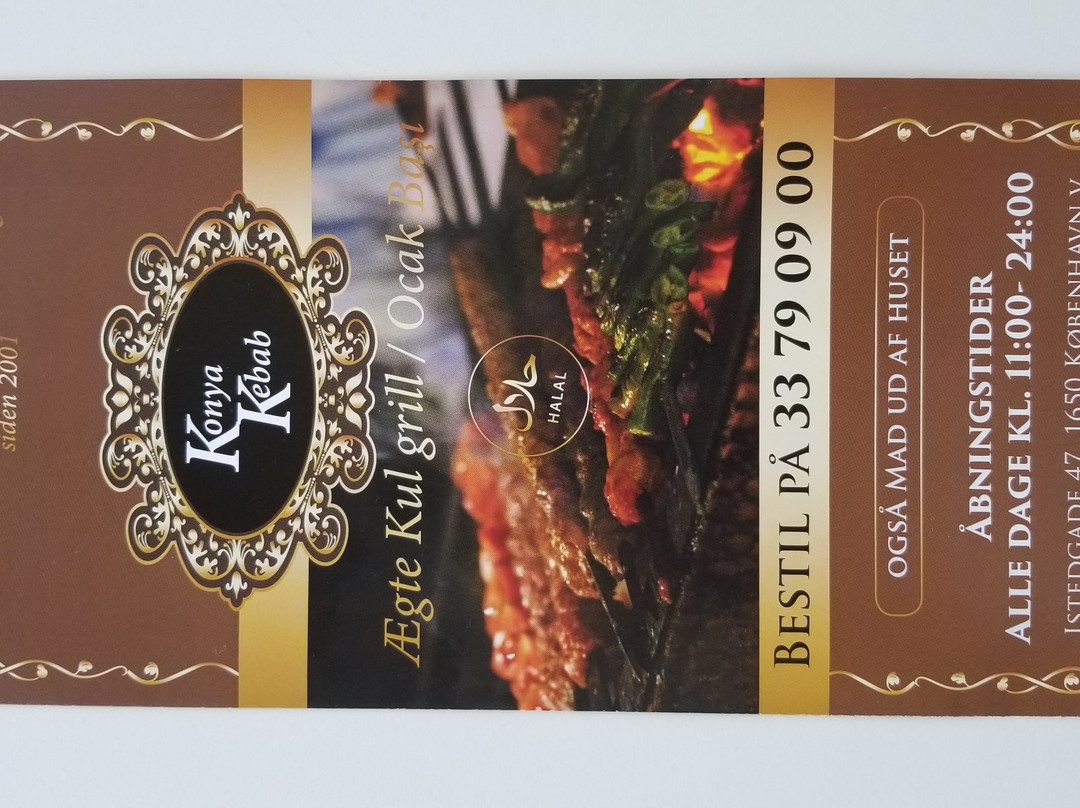 siden 2001
Konya
Kebab
Ægte Kul grill / Ocak Başı
حلال
HALAL
BESTIL PÅ 33 79 09 00
OGSÅ MAD UD AF HUSET
ÅBNINGSTIDER
ALLE DAGE KL. 11:00- 24:00
ISTEDGADE 47, 1650 KØBENHAVN V